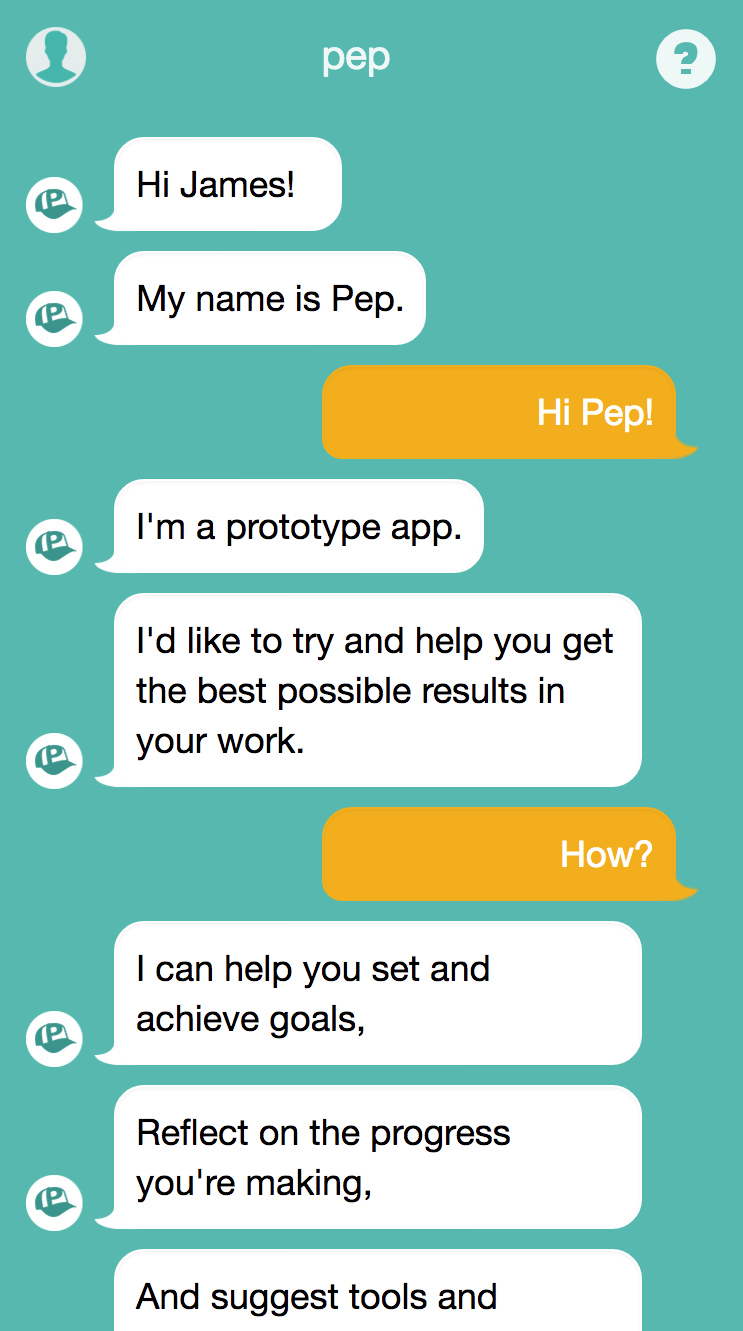 pep
?
Hi James!
P
My name is Pep.
P
Hi Pep!
I'm a prototype app.
P
I'd like to try and help you get
the best possible results in
your work.
P
How?
I can help you set and
achieve goals,
P
Reflect on the progress
you're making,
P
And suggest tools and